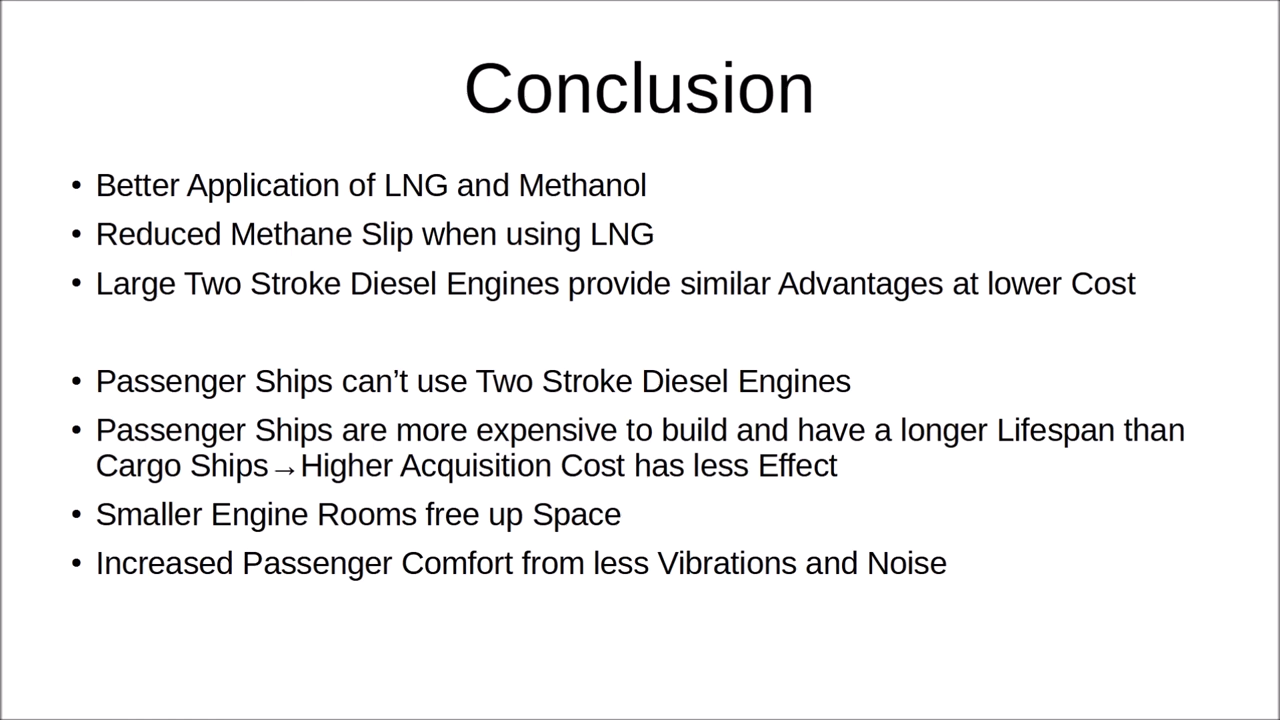 Conclusion
• Better Application of LNG and Methanol
• Reduced Methane Slip when using LNG
• Large Two Stroke Diesel Engines provide similar Advantages at lower Cost
• Passenger Ships can’t use Two Stroke Diesel Engines
• Passenger Ships are more expensive to build and have a longer Lifespan than
Cargo Ships→Higher Acquisition Cost has less Effect
• Smaller Engine Rooms free up Space
• Increased Passenger Comfort from less Vibrations and Noise